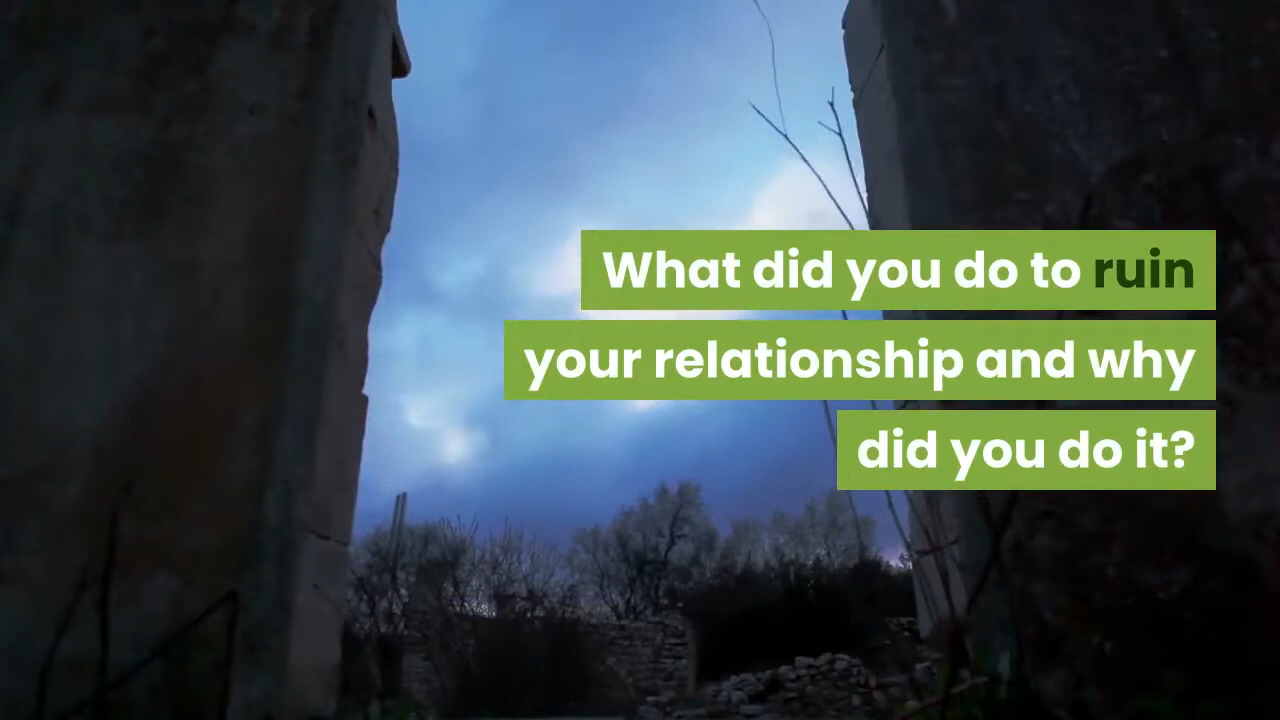 What did you do to ruin
your relationship and why
did you do it?